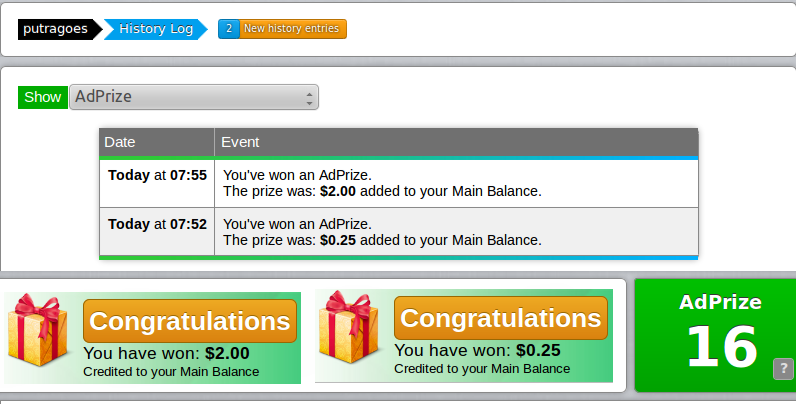 putragoes History Log 2 New history entries
Show AdPrize
Date Event
Today at 07:55 You've won an AdPrize.
The prize was: $2.00 added to your Main Balance.
Today at 07:52 You've won an AdPrize.
The prize was: $0.25 added to your Main Balance.
Congratulations
You have won: $2.00
Credited to your Main Balance
Congratulations
You have won: $0.25
Credited to your Main Balance
AdPrize
16
?